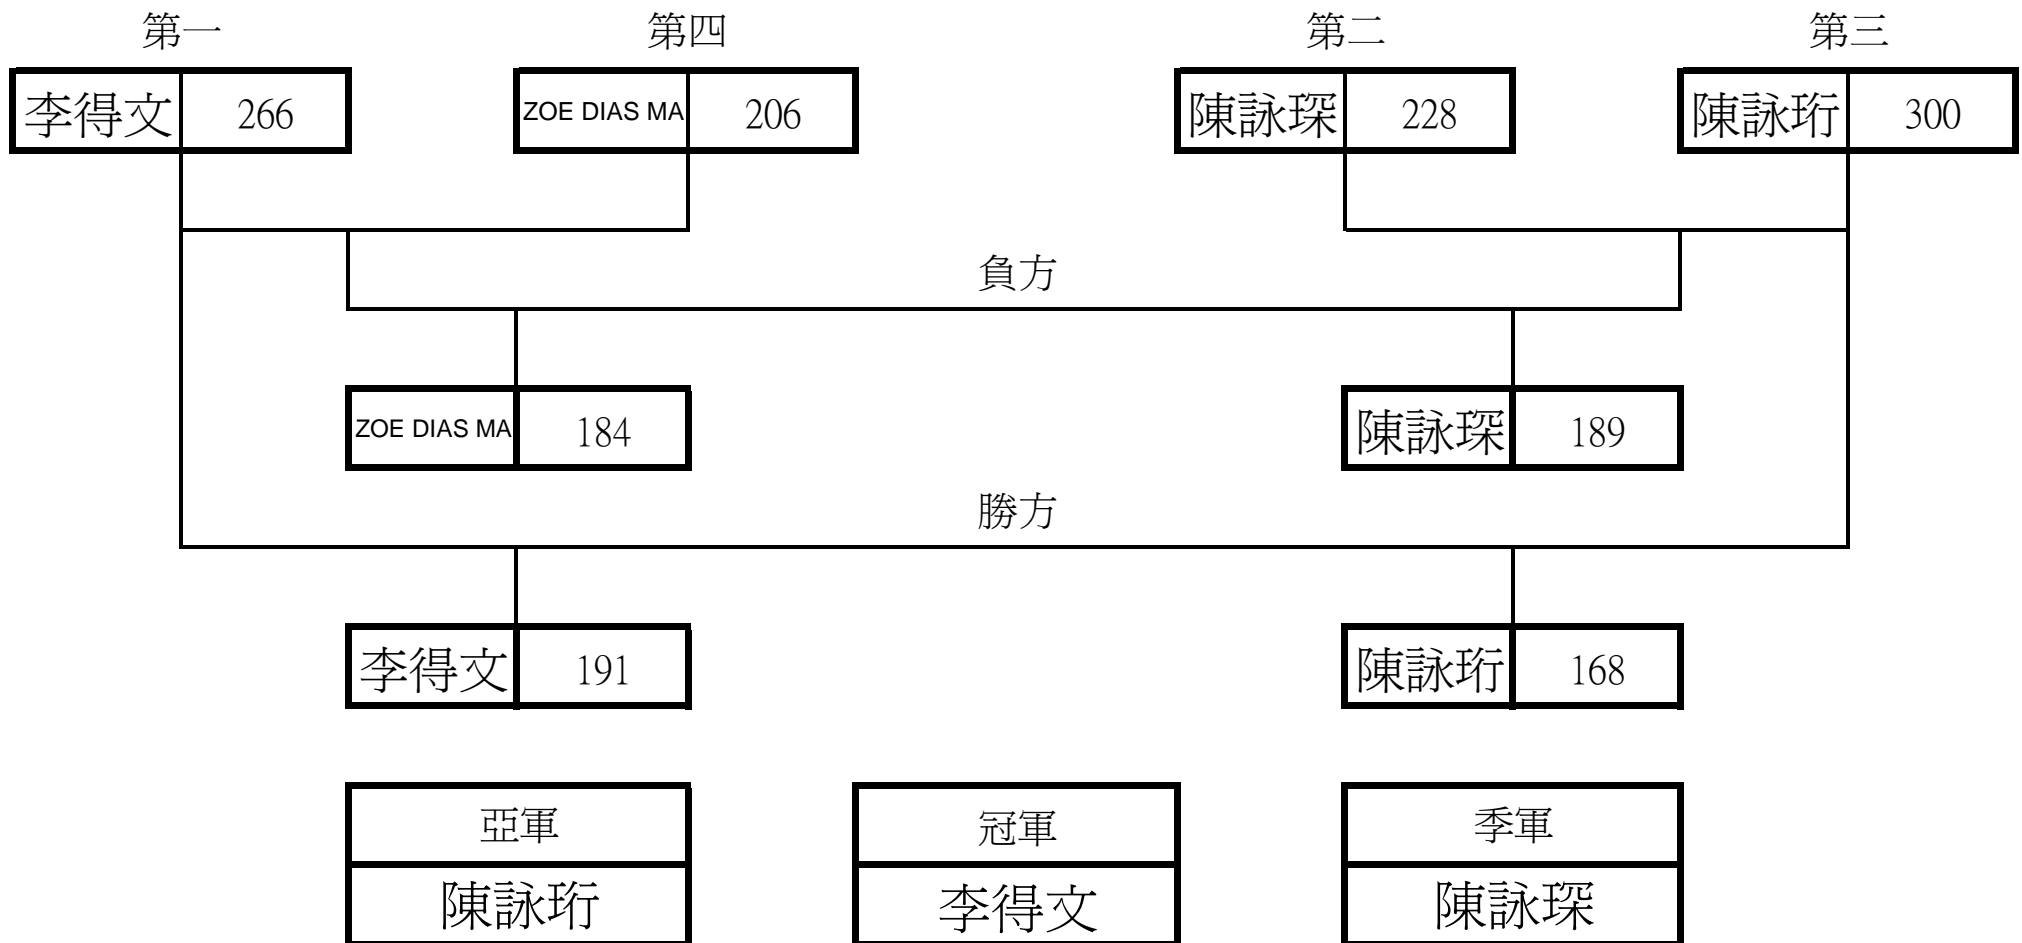 第一 第四 第二 第三
李得文 266 ZOE DIAS MA 206 陳詠琛 228 陳詠珩 300
負方
ZOE DIAS MA 184 陳詠琛 189
勝方
李得文 191 陳詠珩 168
亞軍 冠軍 季軍
陳詠珩 李得文 陳詠琛